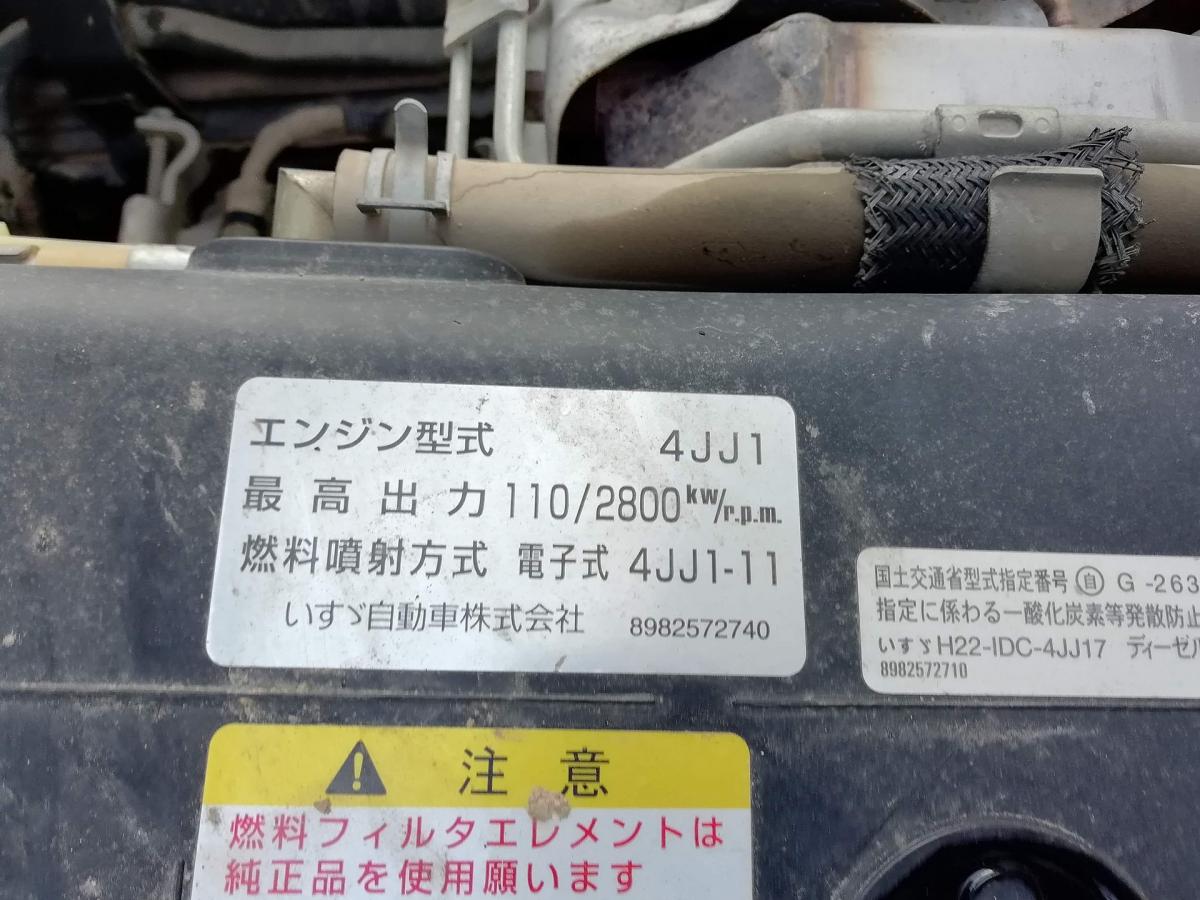 エンジン型式 4JJ1
最高出力 110/2800kW/r.p.m.
燃料噴射方式 電子式 4JJ1-11
いすゞ自動車株式会社 8982572740
国土交通省型式指定番号 自 G -263
指定に係わる一酸化炭素等発散防止
いすゞH22-IDC-4JJ17 ディーゼル
8982572710
注意
燃料フィルタエレメントは
純正品を使用願います